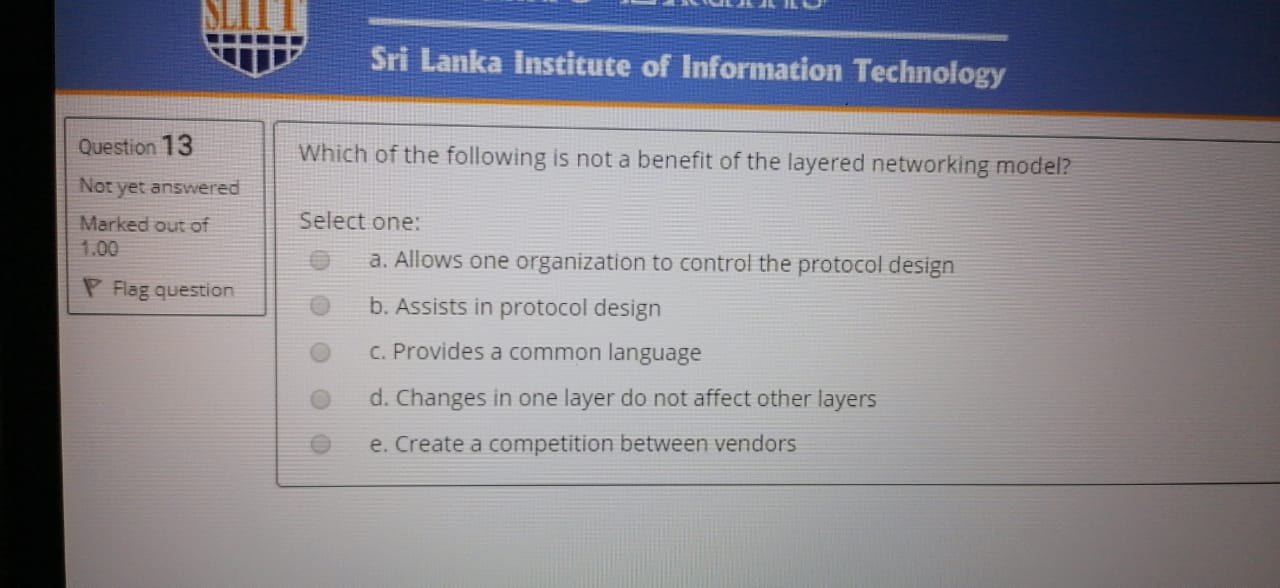 SLIIT
Sri Lanka Institute of Information Technology
Question 13
Not yet answered
Marked out of
1.00
Flag question
Which of the following is not a benefit of the layered networking model?
Select one:
a. Allows one organization to control the protocol design
b. Assists in protocol design
c. Provides a common language
d. Changes in one layer do not affect other layers
e. Create a competition between vendors